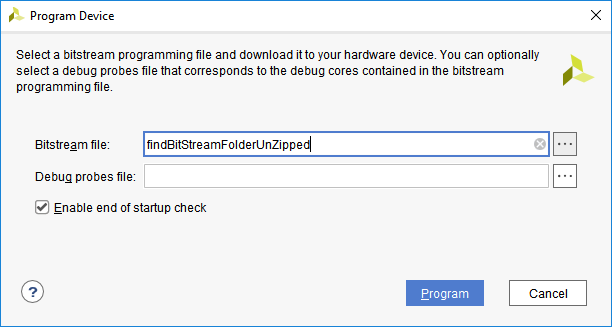 Program Device
Select a bitstream programming file and download it to your hardware device. You can optionally
select a debug probes file that corresponds to the debug cores contained in the bitstream
programming file.
Bitstream file: findBitStreamFolderUnZipped ...
Debug probes file: ...
Enable end of startup check
? Program Cancel